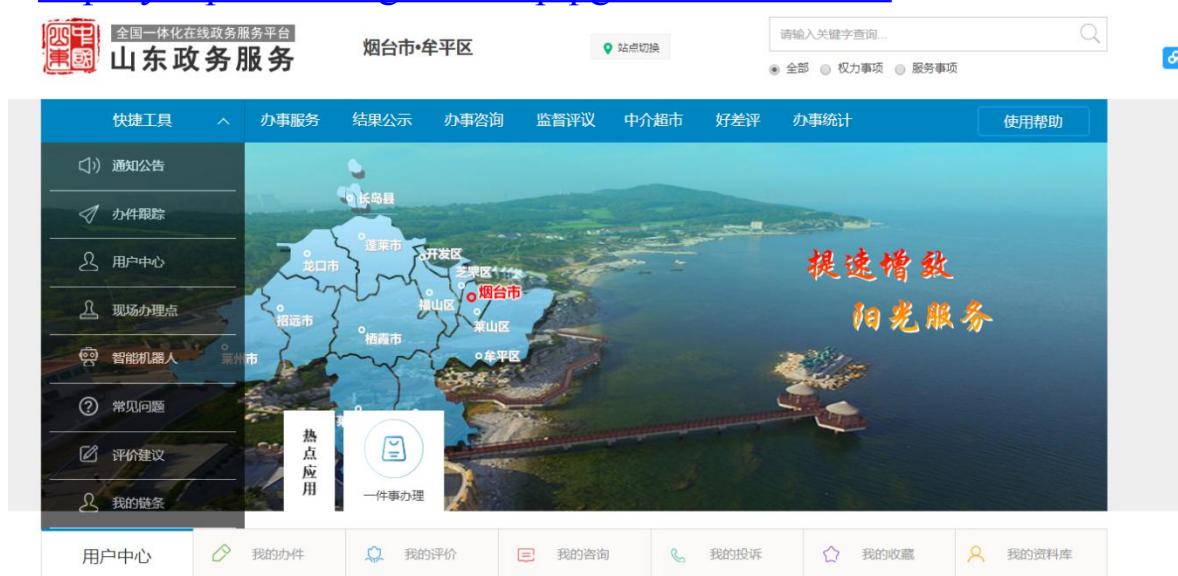 全国一体化在线政务服务平台
山东政务服务
烟台市•牟平区
站点切换
请输入关键字查询...
全部 权力事项 服务事项
快捷工具 办事服务 结果公示 办事咨询 监督评议 中介超市 好差评 办事统计 使用帮助
通知公告
办件跟踪
用户中心
现场办理点
智能机器人
常见问题
评价建议
我的链条
长岛县
蓬莱市
开发区
龙口市
芝罘区
烟台市
福山区
招远市
莱山区
栖霞市
牟平区
莱州市
提速增效
阳光服务
热点应用
一件事办理
用户中心 我的办件 我的评价 我的咨询 我的投诉 我的收藏 我的资料库